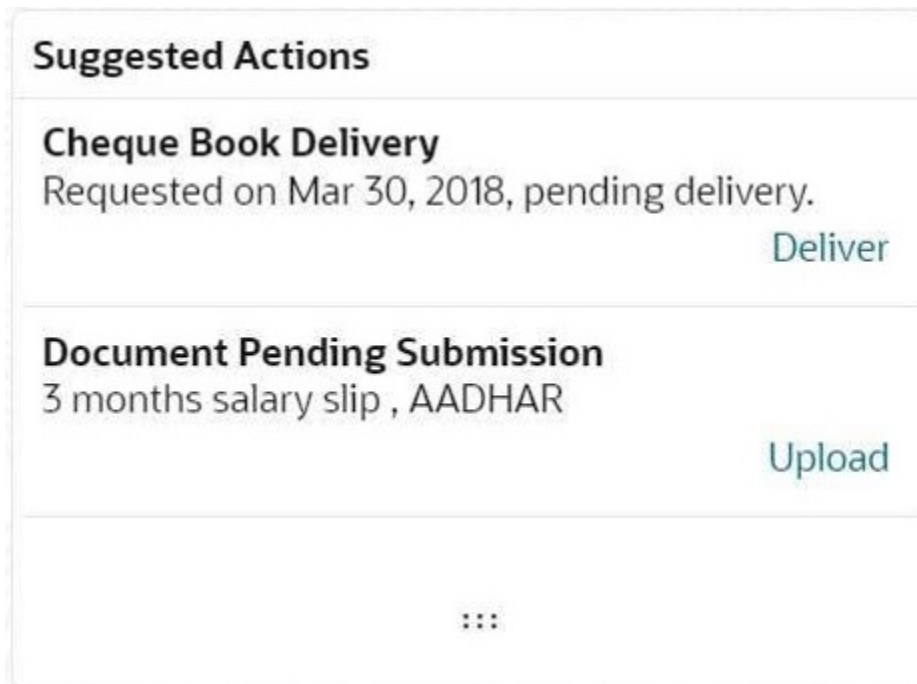 Suggested Actions
Cheque Book Delivery
Requested on Mar 30, 2018, pending delivery.
Deliver
Document Pending Submission
3 months salary slip , AADHAR
Upload